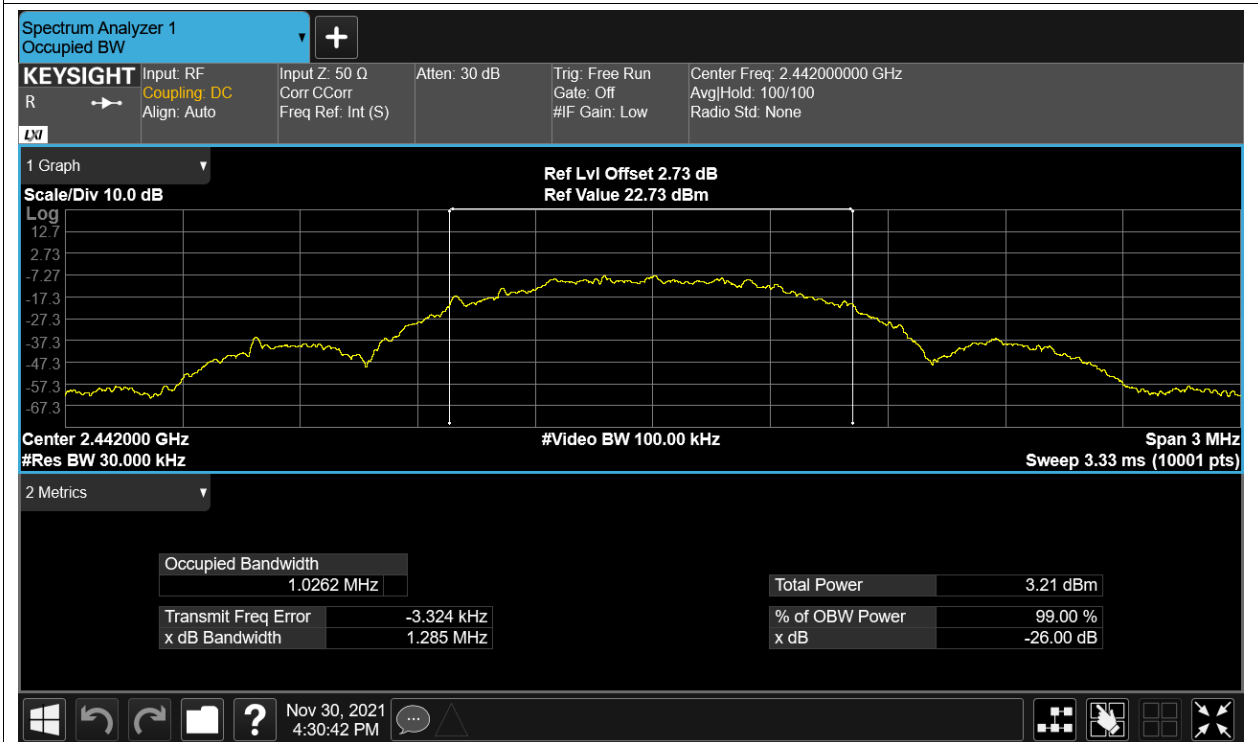 Spectrum Analyzer 1
Occupied BW
KEYSIGHT
R
LXI
Input: RF
Coupling: DC
Align: Auto
Input Z: 50 Ω
Corr CCorr
Freq Ref: Int (S)
Atten: 30 dB
Trig: Free Run
Gate: Off
#IF Gain: Low
Center Freq: 2.442000000 GHz
Avg|Hold: 100/100
Radio Std: None
1 Graph
Scale/Div 10.0 dB
Ref Lvl Offset 2.73 dB
Ref Value 22.73 dBm
Log
12.7
2.73
-7.27
-17.3
-27.3
-37.3
-47.3
-57.3
-67.3
Center 2.442000 GHz
#Res BW 30.000 kHz
#Video BW 100.00 kHz
Span 3 MHz
Sweep 3.33 ms (10001 pts)
2 Metrics
Occupied Bandwidth
1.0262 MHz
Transmit Freq Error -3.324 kHz
x dB Bandwidth 1.285 MHz
Total Power 3.21 dBm
% of OBW Power 99.00 %
x dB -26.00 dB
?
Nov 30, 2021
4:30:42 PM